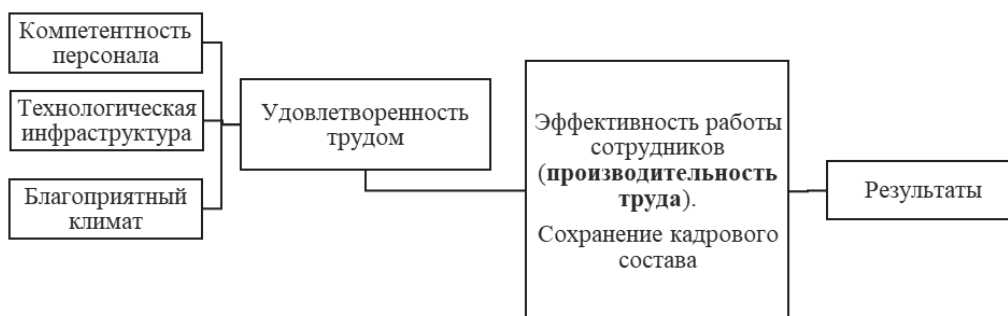 Компетентность
персонала
Технологическая
инфраструктура
Благоприятный
климат
Удовлетворенность
трудом
Эффективность работы
сотрудников
(производительность
труда).
Сохранение кадрового
состава
Результаты